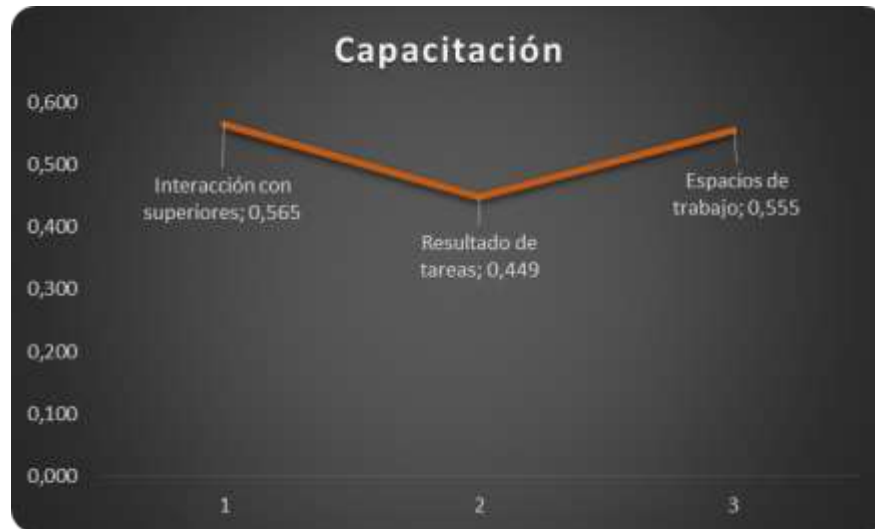 Capacitación
0,600
0,500
0,400
0,300
0,200
0,100
0,000
Interacción con
superiores; 0,565
Resultado de
tareas; 0,449
Espacios de
trabajo; 0,555
1
2
3